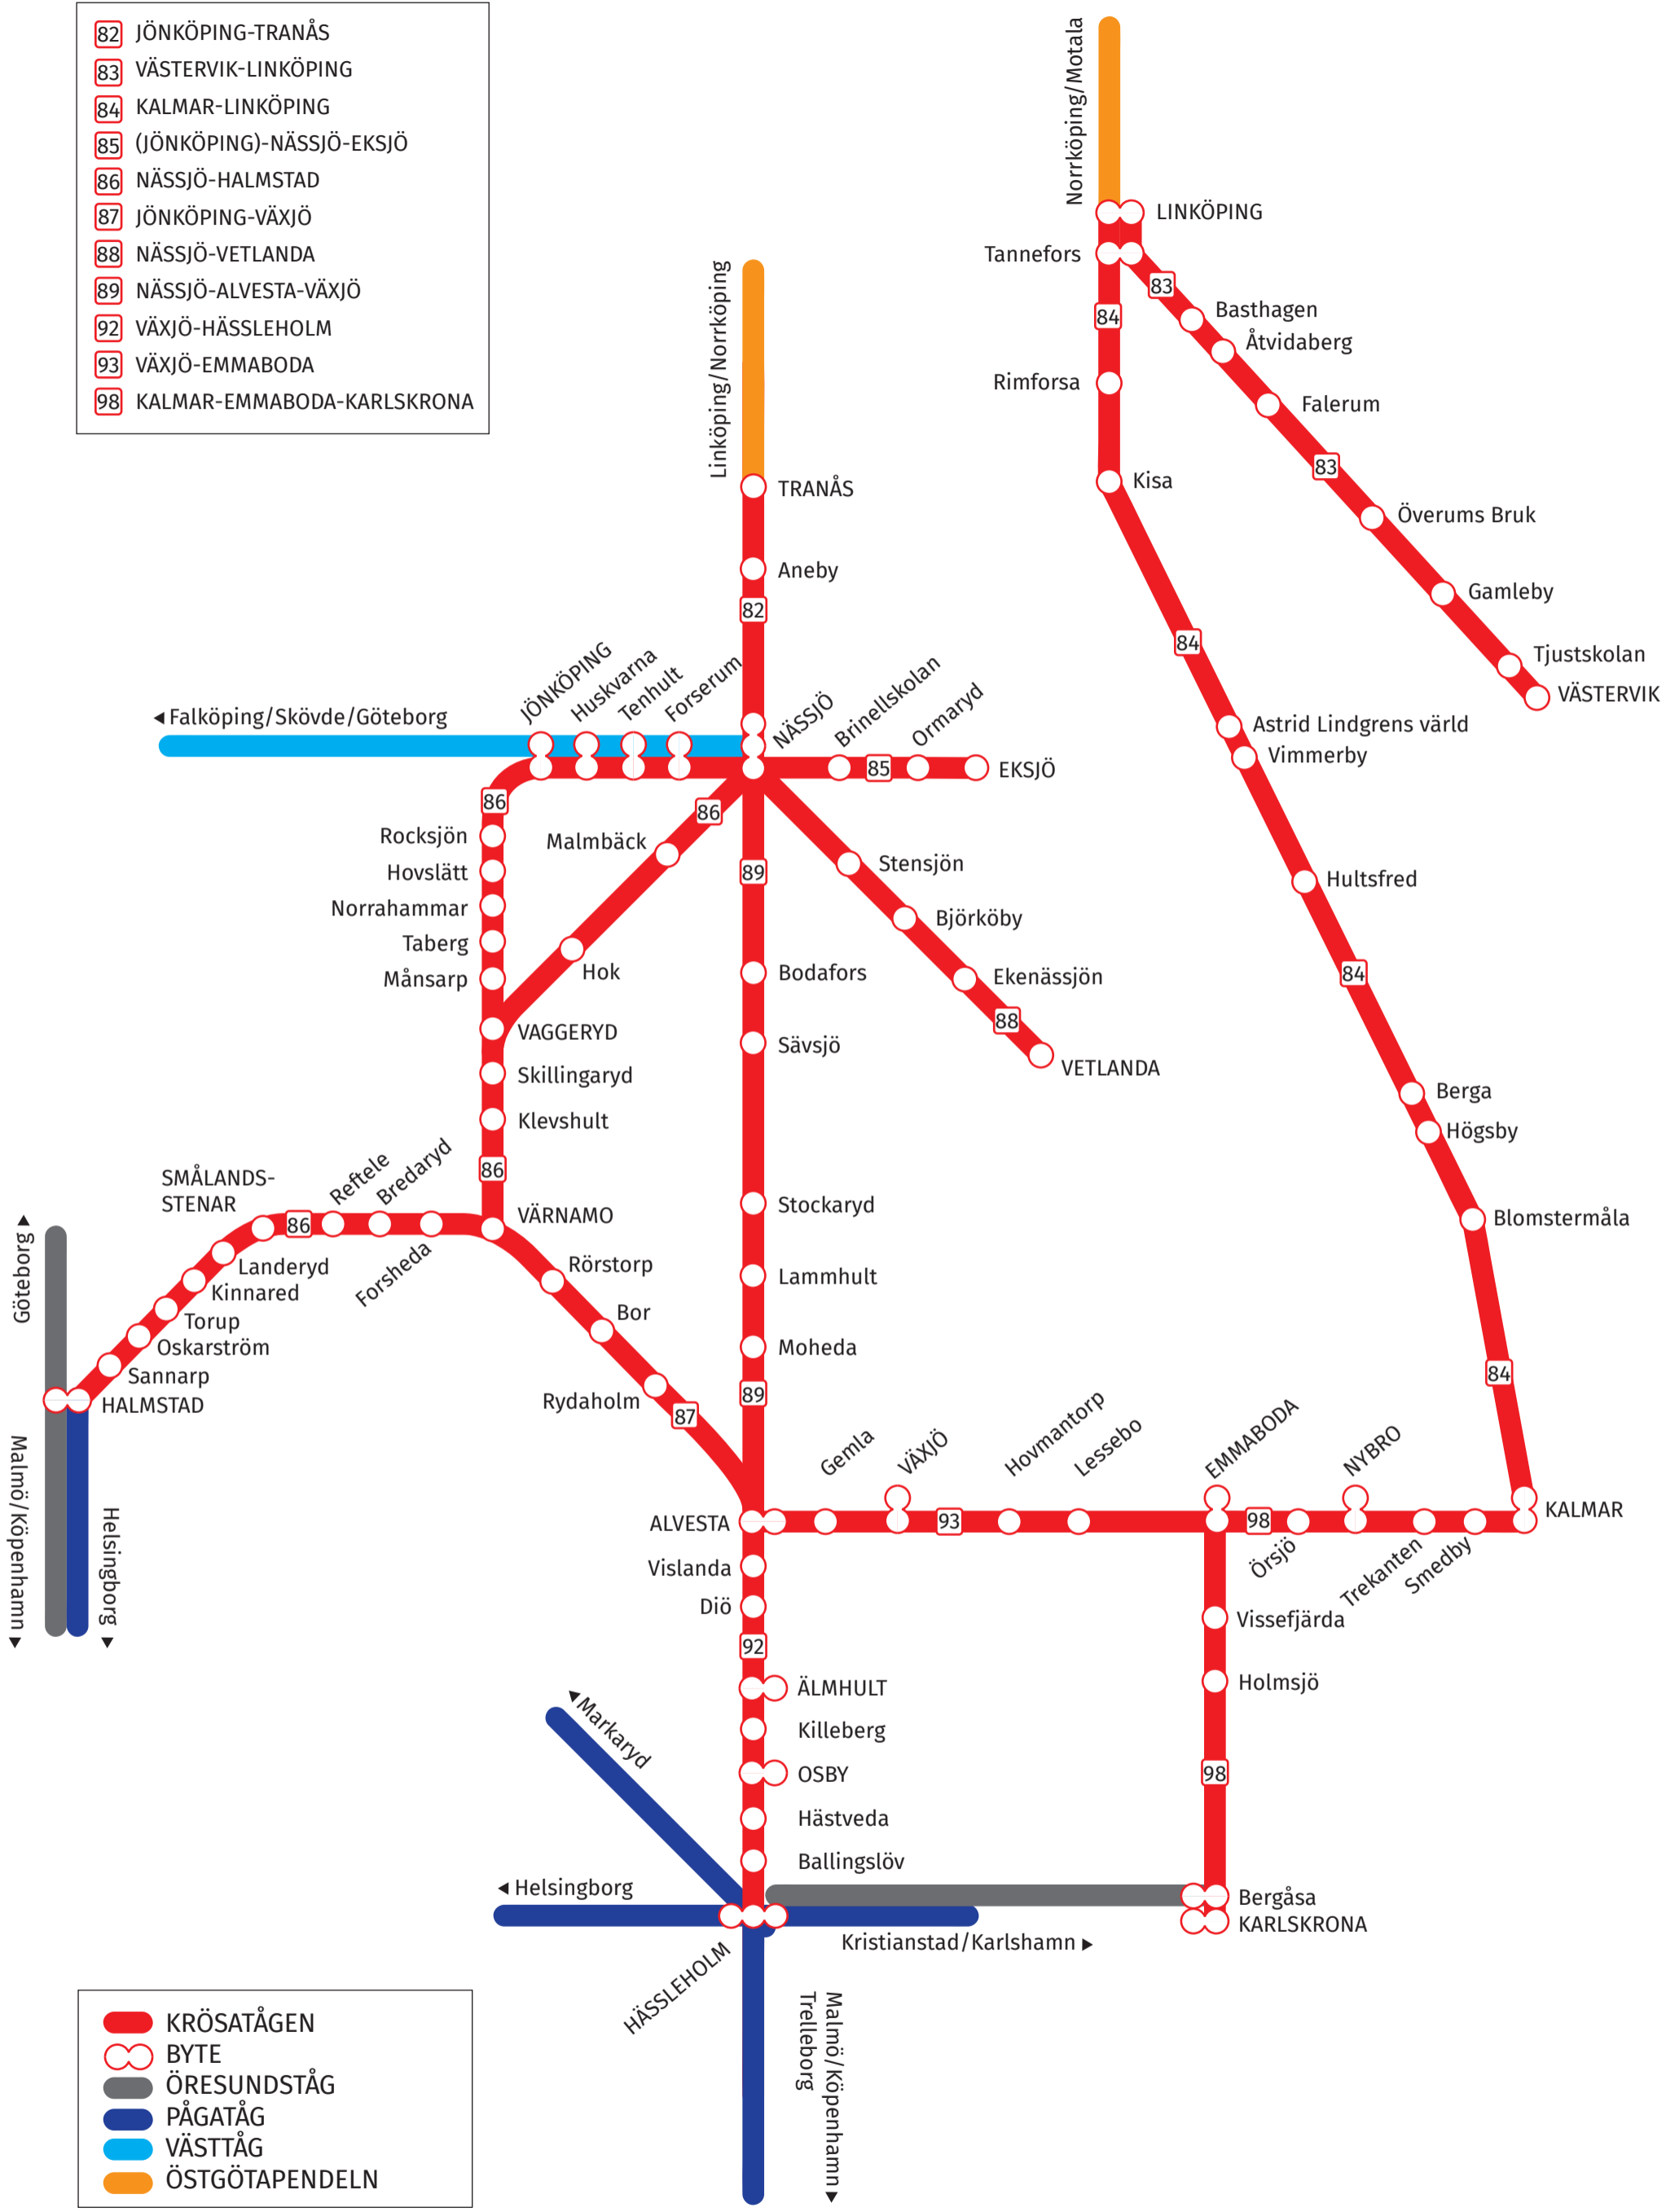 82 JÖNKÖPING-TRANÅS
83 VÄSTERVIK-LINKÖPING
84 KALMAR-LINKÖPING
85 (JÖNKÖPING)-NÄSSJÖ-EKSJÖ
86 NÄSSJÖ-HALMSTAD
87 JÖNKÖPING-VÄXJÖ
88 NÄSSJÖ-VETLANDA
89 NÄSSJÖ-ALVESTA-VÄXJÖ
92 VÄXJÖ-HÄSSLEHOLM
93 VÄXJÖ-EMMABODA
98 KALMAR-EMMABODA-KARLSKRONA
Norrköping/Motala
LINKÖPING
Tannefors
83
Basthagen
84
Åtvidaberg
Rimforsa
Falerum
83
Kisa
Överums Bruk
Gamleby
84
Tjustskolan
VÄSTERVIK
Astrid Lindgrens värld
Vimmerby
Hultsfred
84
Berga
Högsby
Blomstermåla
84
KALMAR
Linköping/Norrköping
TRANÅS
Aneby
82
◄ Falköping/Skövde/Göteborg
JÖNKÖPING
Huskvarna
Tenhult
Forserum
NÄSSJÖ
Brinellskolan
85
Ormaryd
EKSJÖ
86
86
Rocksjön
Malmbäck
Hovslätt
Norrahammar
Taberg
Månsarp
Hok
VAGGERYD
Skillingaryd
Klevshult
86
VÄRNAMO
89
Stensjön
Björköby
Ekenässjön
88
VETLANDA
Bodafors
Sävsjö
Stockaryd
Lammhult
Moheda
89
SMÅLANDS-
STENAR
86
Reftele
Bredaryd
Forsheda
Landeryd
Kinnared
Torup
Oskarström
Sannarp
HALMSTAD
Göteborg ►
Malmö/Köpenhamn ►
Helsingborg ►
Rörstorp
Bor
Rydaholm
87
ALVESTA
Gemla
VÄXJÖ
93
Hovmantorp
Lessebo
EMMABODA
98
Örsjö
NYBRO
Trekanten
Smedby
Vislanda
Diö
92
ÄLMHULT
Killeberg
OSBY
Hästveda
Ballingslöv
Vissefjärda
Holmsjö
98
Bergåsa
KARLSKRONA
◄ Markaryd
◄ Helsingborg
Kristianstad/Karlshamn ►
HÄSSLEHOLM
Malmö/Köpenhamn ►
Trelleborg
KRÖSATÅGEN
BYTE
ÖRESUNDSTÅG
PÅGATÅG
VÄSTTÅG
ÖSTGÖTAPENDELN